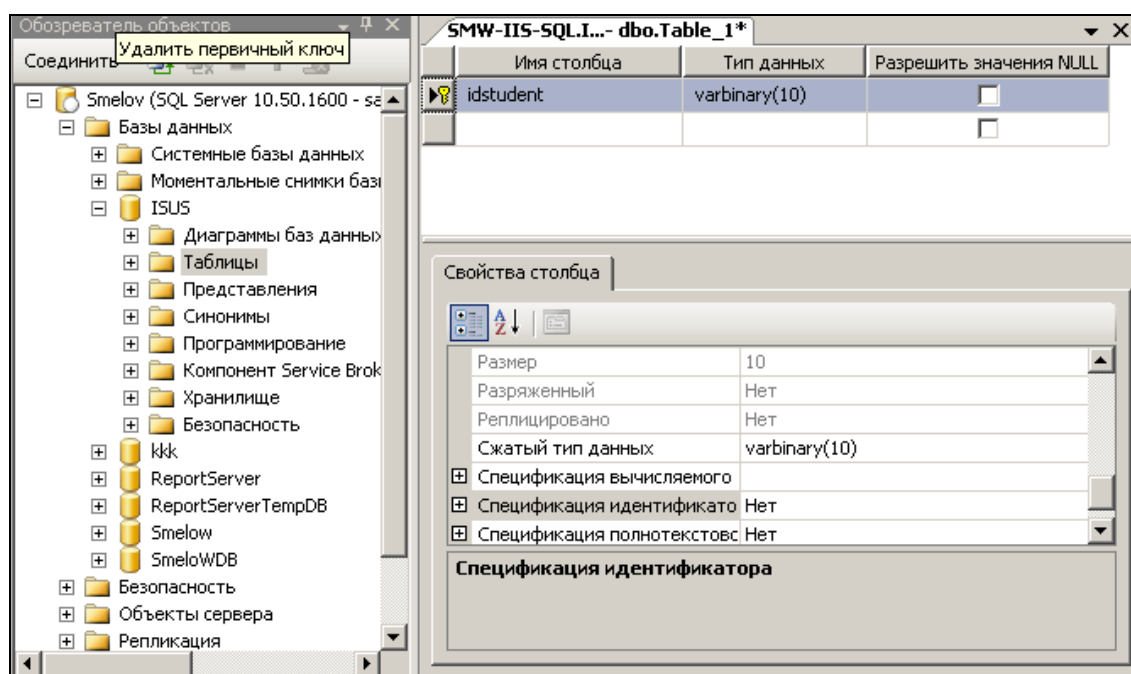 Обозреватель объектов
Удалить первичный ключ
Соединить
Smelov (SQL Server 10.50.1600 - sa
Базы данных
Системные базы данных
Моментальные снимки базы
ISUS
Диаграммы баз данных
Таблицы
Представления
Синонимы
Программирование
Компонент Service Brok
Хранилище
Безопасность
kkk
ReportServer
ReportServerTempDB
Smelow
SmeloWDB
Безопасность
Объекты сервера
Репликация
SMW-IIS-SQL.I...- dbo.Table_1*
Имя столбца Тип данных Разрешить значения NULL
idstudent varbinary(10)
Свойства столбца
Размер 10
Разряженный Нет
Реплицировано Нет
Сжатый тип данных varbinary(10)
Спецификация вычисляемого
Спецификация идентификато Нет
Спецификация полнотекстовс Нет
Спецификация идентификатора